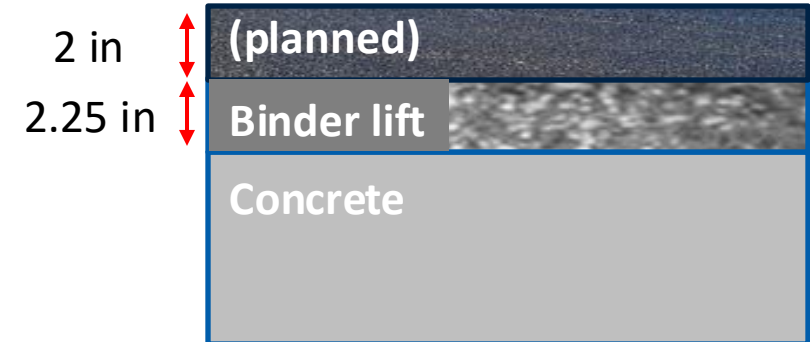 2 in
(planned)
2.25 in
Binder lift
Concrete